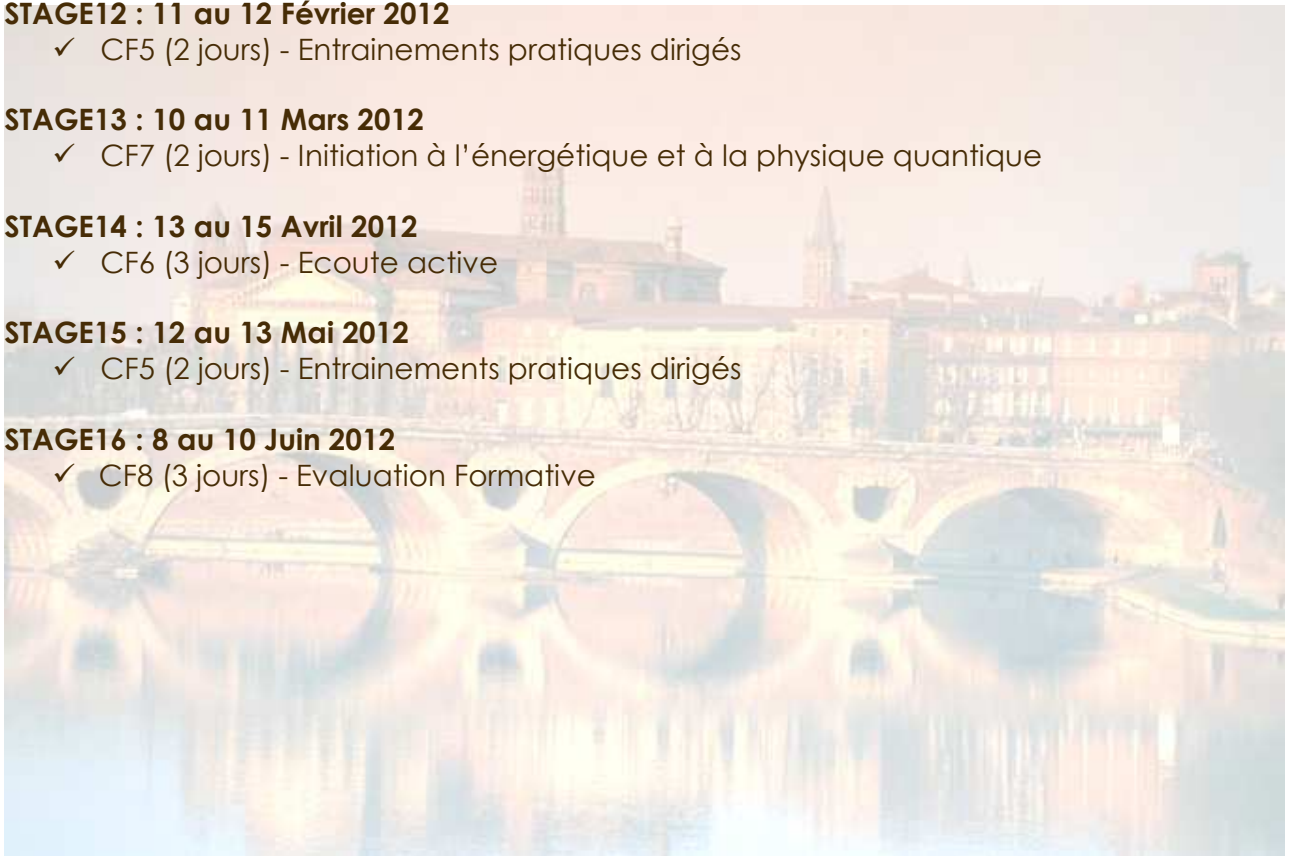 STAGE12 : 11 au 12 Février 2012
✓ CF5 (2 jours) - Entrainements pratiques dirigés
STAGE13 : 10 au 11 Mars 2012
✓ CF7 (2 jours) - Initiation à l'énergétique et à la physique quantique
STAGE14 : 13 au 15 Avril 2012
✓ CF6 (3 jours) - Ecoute active
STAGE15 : 12 au 13 Mai 2012
✓ CF5 (2 jours) - Entrainements pratiques dirigés
STAGE16 : 8 au 10 Juin 2012
✓ CF8 (3 jours) - Evaluation Formative